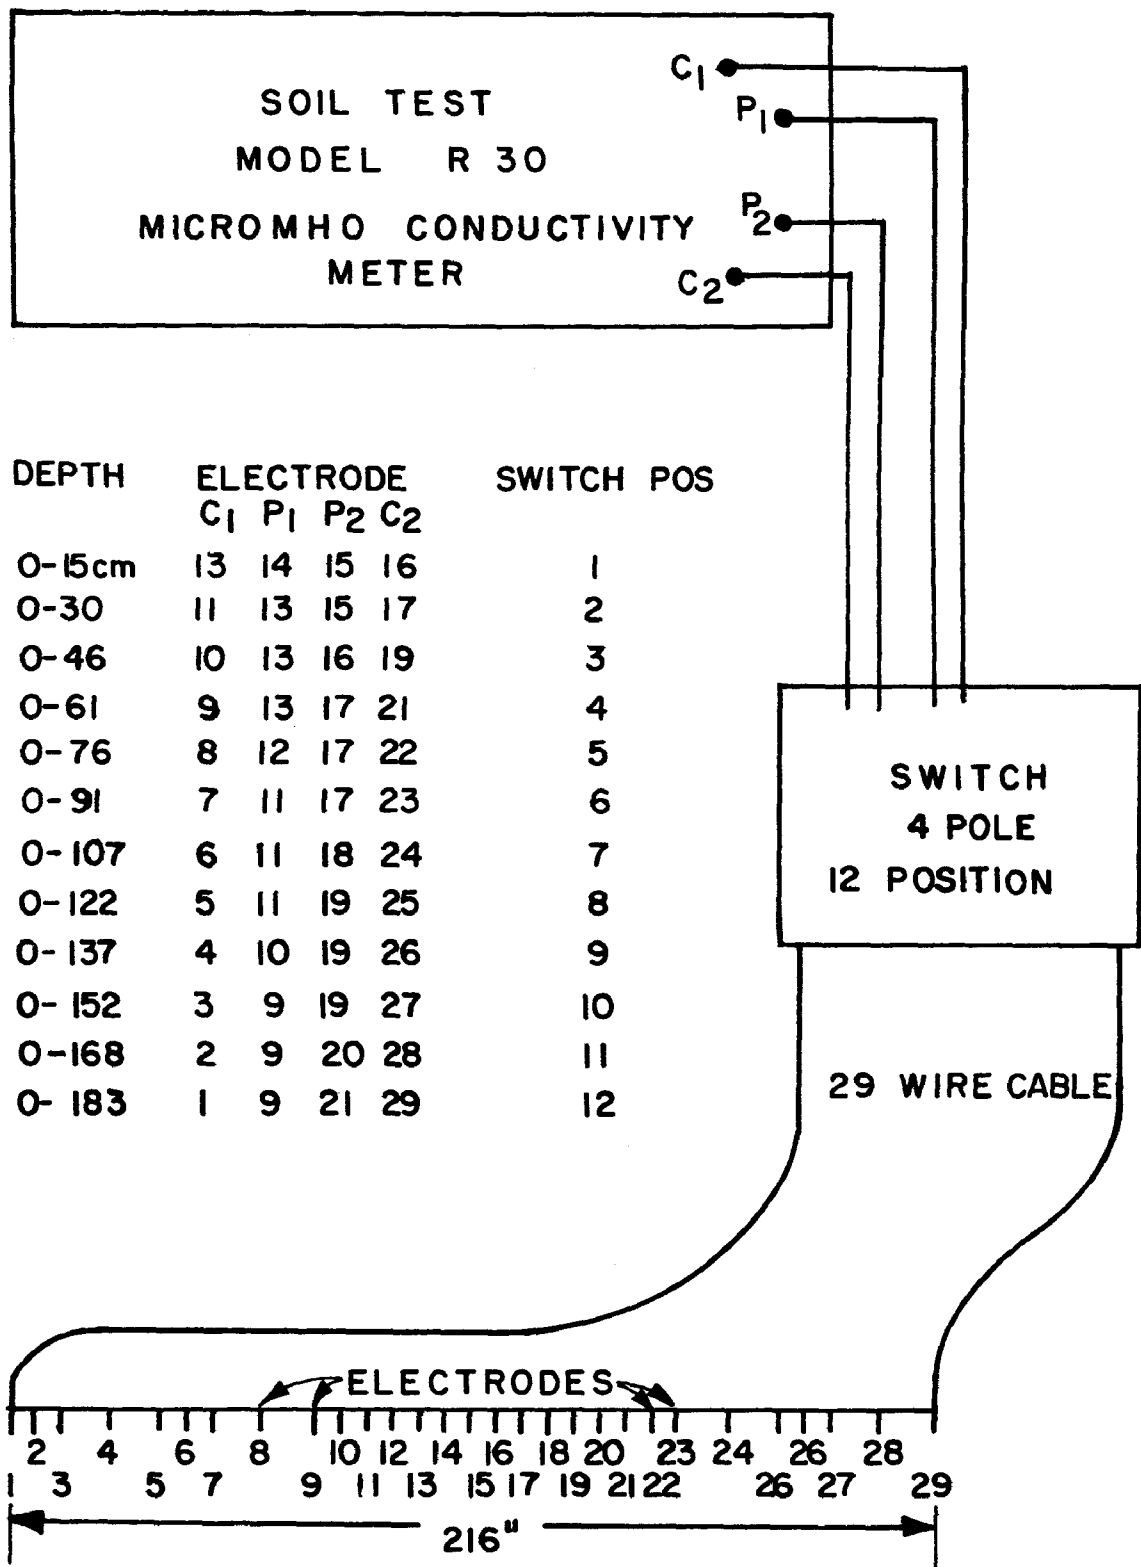 C1
P1
SOIL TEST
MODEL R 30
P2
MICROMHO CONDUCTIVITY
METER
C2
DEPTH ELECTRODE SWITCH POS
C1 P1 P2 C2
0-15cm 13 14 15 16 1
0-30 11 13 15 17 2
0-46 10 13 16 19 3
0-61 9 13 17 21 4
0-76 8 12 17 22 5
0-91 7 11 17 23 6
0-107 6 11 18 24 7
0-122 5 11 19 25 8
0-137 4 10 19 26 9
0-152 3 9 19 27 10
0-168 2 9 20 28 11
0-183 1 9 21 29 12
SWITCH
4 POLE
12 POSITION
29 WIRE CABLE
ELECTRODES
2 4 6 8 10 12 14 16 18 20 23 24 26 28
1 3 5 7 9 11 13 15 17 19 21 22 26 27 29
216"